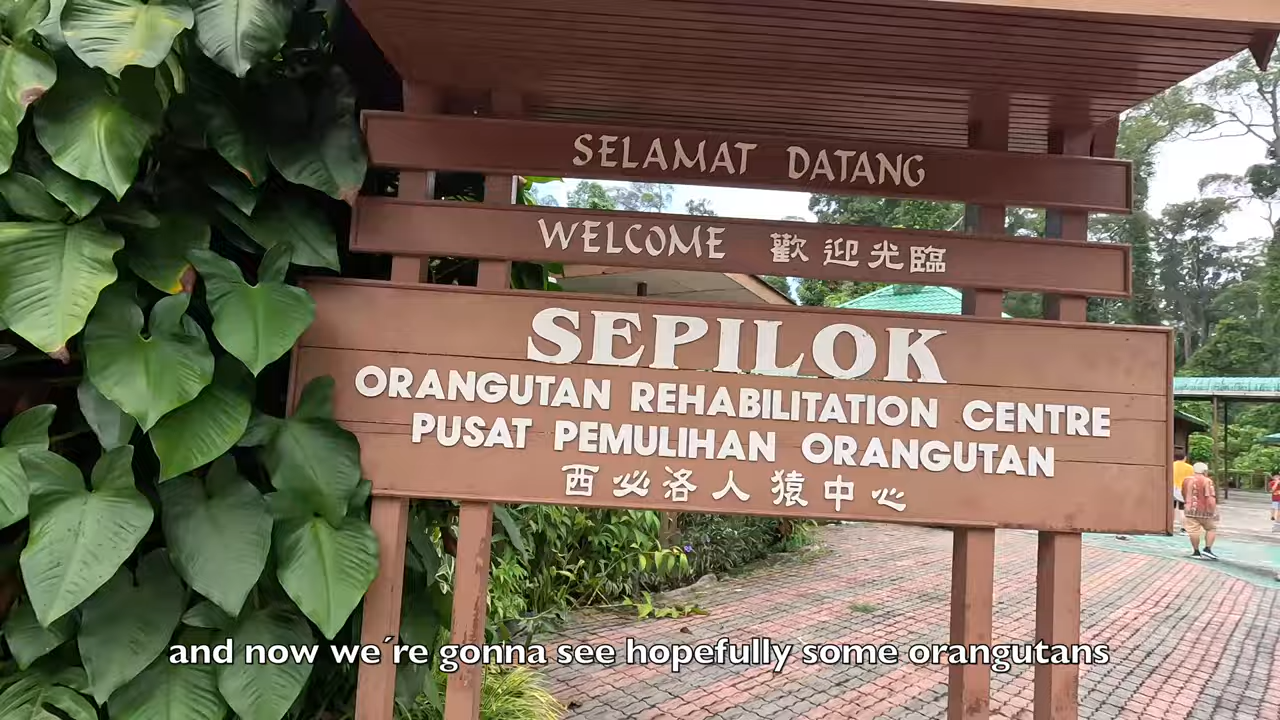 SELAMAT DATANG
WELCOME 歡迎光臨
SEPILOK
ORANGUTAN REHABILITATION CENTRE
PUSAT PEMULIHAN ORANGUTAN
西必洛人猿中心
and now we´re gonna see hopefully some orangutans